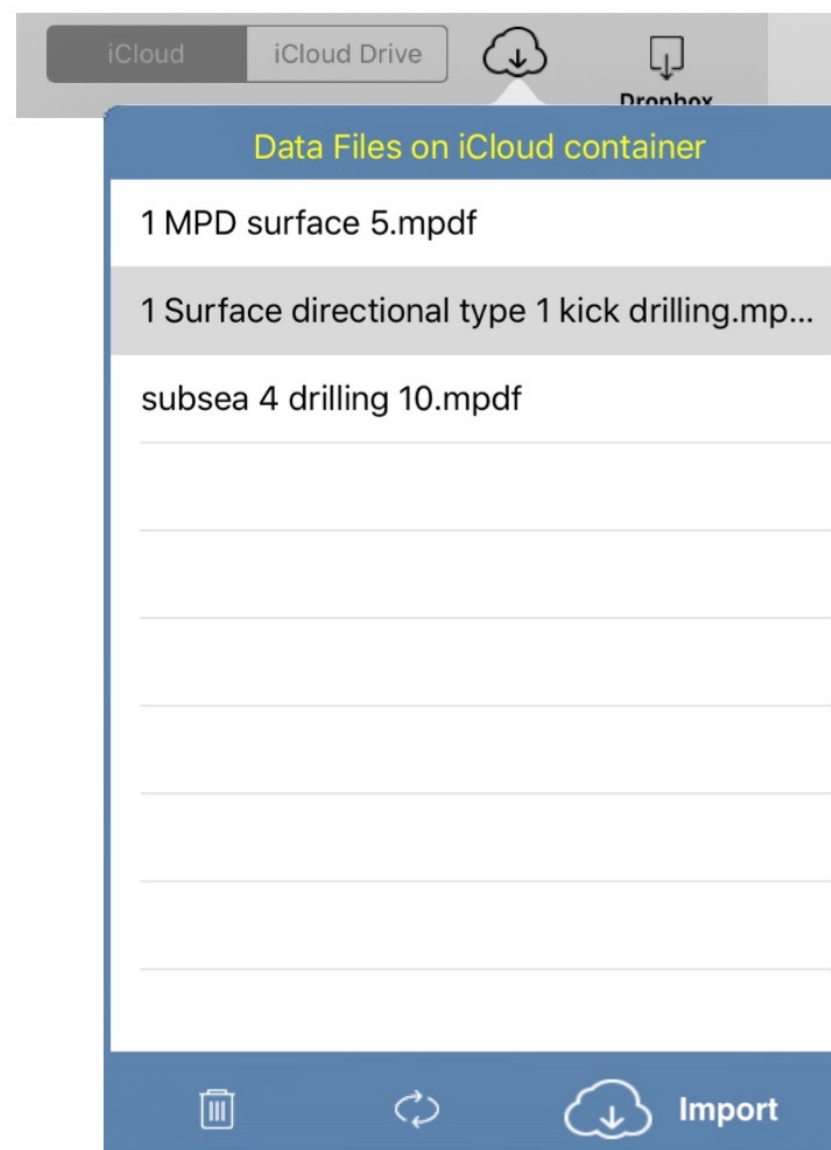 iCloud
iCloud Drive
Dropbox
Data Files on iCloud container
1 MPD surface 5.mpdf
1 Surface directional type 1 kick drilling.mp...
subsea 4 drilling 10.mpdf
Import